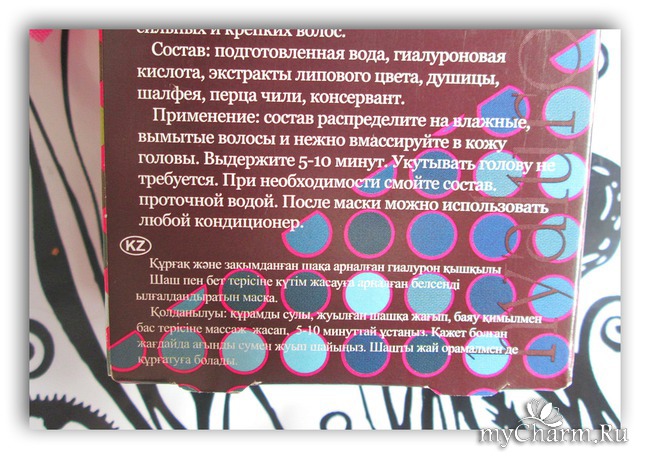 сильных и крепких волос.
Состав: подготовленная вода, гиалуроновая
кислота, экстракты липового цвета, душицы,
шалфея, перца чили, консервант.
Применение: состав распределите на влажные,
вымытые волосы и нежно вмассируйте в кожу
головы. Выдержите 5-10 минут. Укутывать голову не
требуется. При необходимости смойте состав.
проточной водой. После маски можно использовать
любой кондиционер.
KZ
Құрғақ және зақымданған шақа арналған гиалурон қышқылы
Шаш пен бет терісіне күтім жасауға арналған белсенді
ылғалдандыратын маска.
Қолданылуы: құрамды сулы, жуылған шашқа жағып, баяу қимылмен
бас терісіне массаж жасап, 5-10 минуттай ұстаңыз. Қажет болған
жағдайда ағынды сумен жуып шайыңыз. Шашты жай орамалмен де
құрғатуға болады.
myCharm.Ru